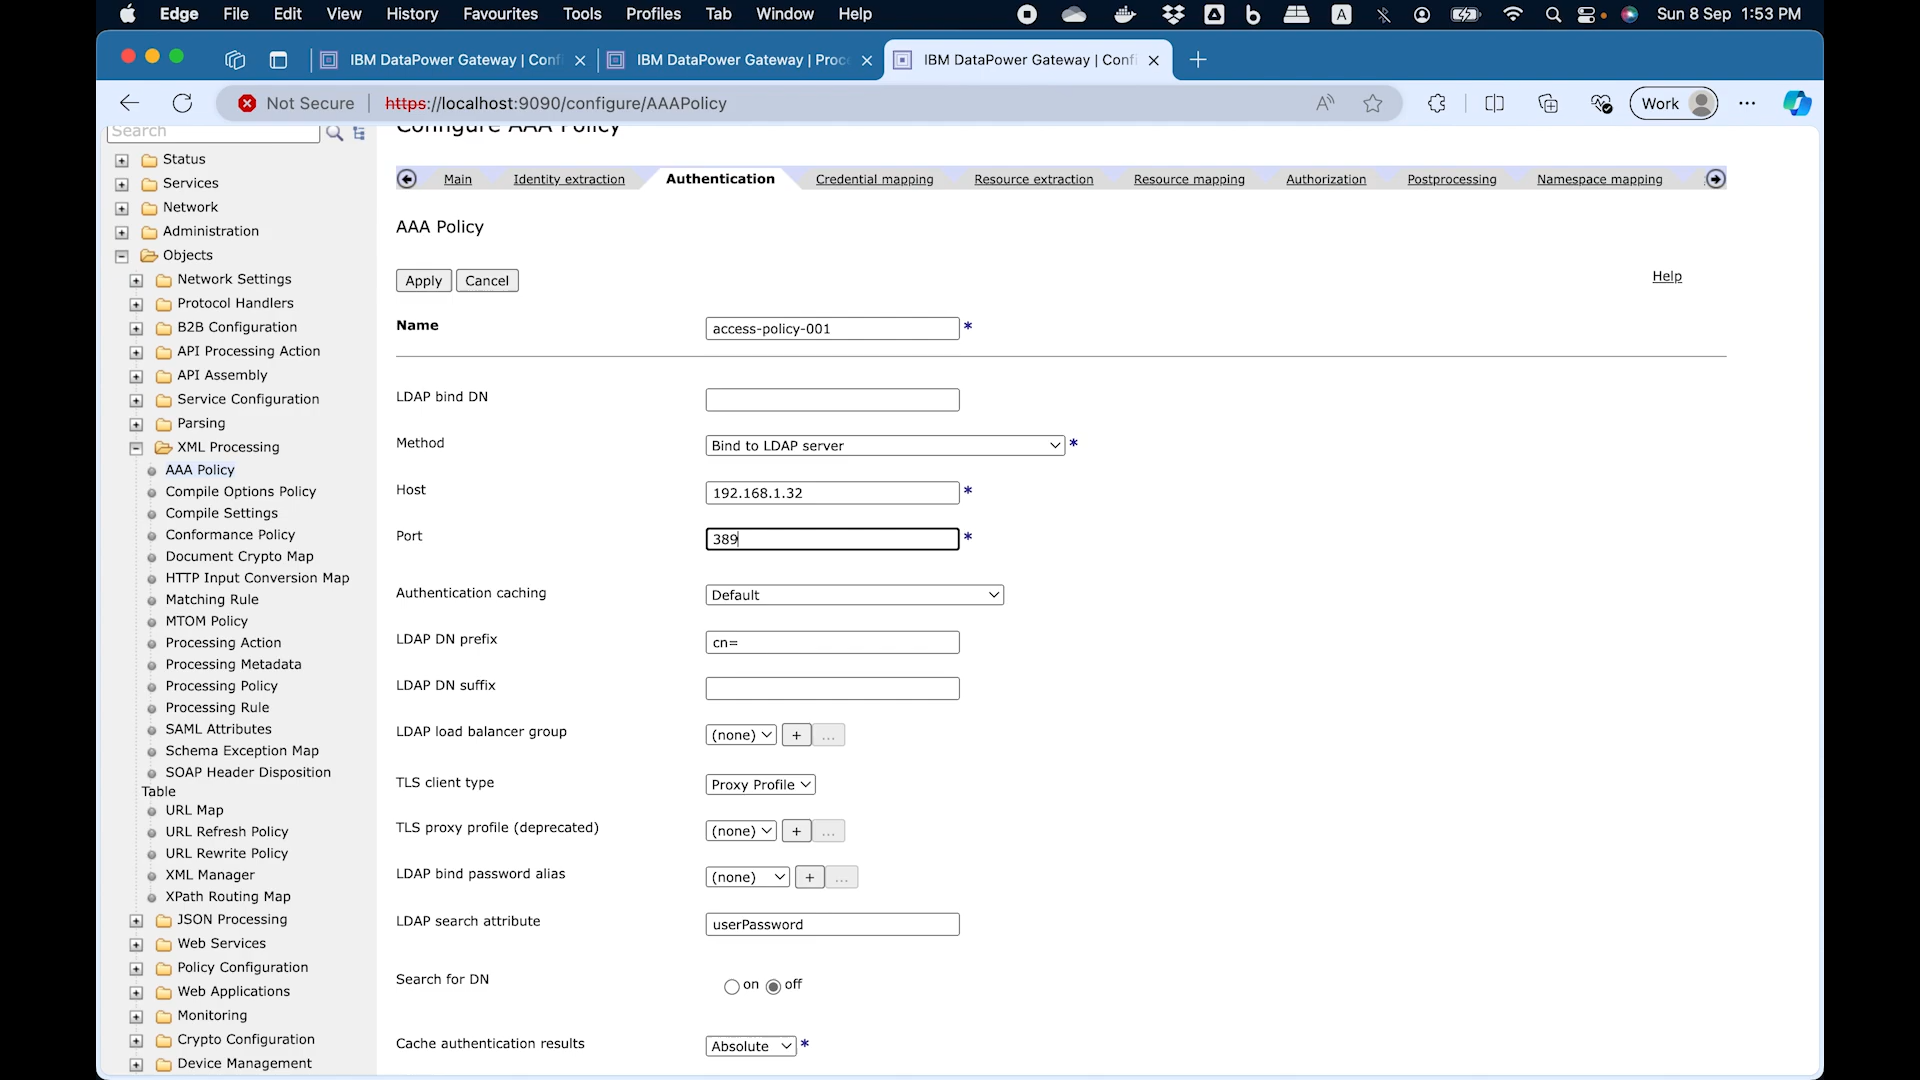 Edge File Edit View History Favourites Tools Profiles Tab Window Help
A Sun 8 Sep 1:53 PM
IBM DataPower Gateway | Confi
IBM DataPower Gateway | Proc
IBM DataPower Gateway | Confi
Not Secure https://localhost:9090/configure/AAAPolicy Work
Search
Status
Services
Network
Administration
Objects
Network Settings
Protocol Handlers
B2B Configuration
API Processing Action
API Assembly
Service Configuration
Parsing
XML Processing
AAA Policy
Compile Options Policy
Compile Settings
Conformance Policy
Document Crypto Map
HTTP Input Conversion Map
Matching Rule
MTOM Policy
Processing Action
Processing Metadata
Processing Policy
Processing Rule
SAML Attributes
Schema Exception Map
SOAP Header Disposition
Table
URL Map
URL Refresh Policy
URL Rewrite Policy
XML Manager
XPath Routing Map
JSON Processing
Web Services
Policy Configuration
Web Applications
Monitoring
Crypto Configuration
Device Management
Configure AAA Policy
Main Identity extraction Authentication Credential mapping Resource extraction Resource mapping Authorization Postprocessing Namespace mapping
AAA Policy
Apply Cancel Help
Name access-policy-001 *
LDAP bind DN
Method Bind to LDAP server *
Host 192.168.1.32 *
Port 389 *
Authentication caching Default
LDAP DN prefix cn=
LDAP DN suffix
LDAP load balancer group (none) + ...
TLS client type Proxy Profile
TLS proxy profile (deprecated) (none) + ...
LDAP bind password alias (none) + ...
LDAP search attribute userPassword
Search for DN on off
Cache authentication results Absolute *